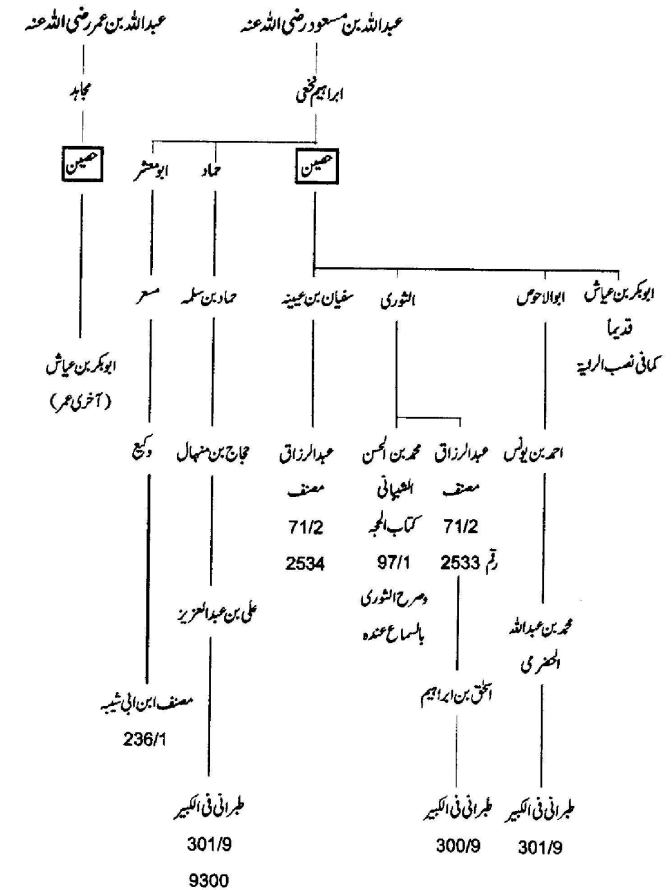 عبداللہ بن مسعود رضی اللہ عنہ
عبداللہ بن عمر رضی اللہ عنہ
ابراہیم نخعی
مجاہد
حصین
حماد
ابو معشر
حصین
ابوبکر بن عیاش
قدیماً
کمافی نصب الرایۃ
ابوالاحوص
الثوری
سفیان بن عیینہ
حماد بن سلمہ
مسعر
ابوبکر بن عیاش
(آخری عمر)
احمد بن یونس
عبدالرزاق
مصنف
71/2
رقم 2533
محمد بن الحسن
الشیبانی
کتاب الحجہ
97/1
وصرح الثوری
بالسماع عندہ
عبدالرزاق
مصنف
71/2
2534
حجاج بن منہال
وکیع
محمد بن عبداللہ
الحضرمی
علی بن عبدالعزیز
اسحٰق بن ابراہیم
مصنف ابن ابی شیبہ
236/1
طبرانی فی الکبیر
301/9
طبرانی فی الکبیر
300/9
طبرانی فی الکبیر
301/9
9300